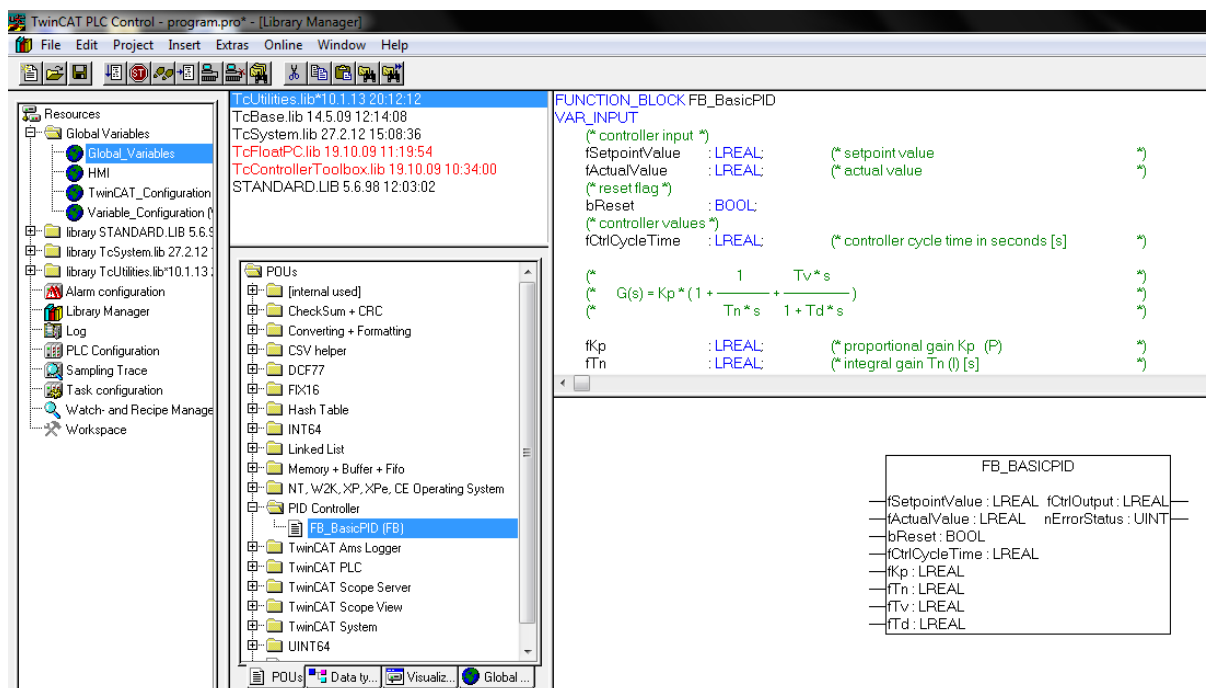 TwinCAT PLC Control - program.pro* - [Library Manager]
File Edit Project Insert Extras Online Window Help
Resources
Global Variables
Global_Variables
HMI
TwinCAT_Configuration
Variable_Configuration (
library STANDARD.LIB 5.6.9
library TcSystem.lib 27.2.12
library TcUtilities.lib*10.1.13
Alarm configuration
Library Manager
Log
PLC Configuration
Sampling Trace
Task configuration
Watch- and Recipe Manage
Workspace
TcUtilities.lib*10.1.13 20:12:12
TcBase.lib 14.5.09 12:14:08
TcSystem.lib 27.2.12 15:08:36
TcFloatPC.lib 19.10.09 11:19:54
TcControllerToolbox.lib 19.10.09 10:34:00
STANDARD.LIB 5.6.98 12:03:02
POUs
[internal used]
CheckSum + CRC
Converting + Formatting
CSV helper
DCF77
FIX16
Hash Table
INT64
Linked List
Memory + Buffer + Fifo
NT, W2K, XP, XPe, CE Operating System
PID Controller
FB_BasicPID (FB)
TwinCAT Ams Logger
TwinCAT PLC
TwinCAT Scope Server
TwinCAT Scope View
TwinCAT System
UINT64
POUs Data ty... Visualiz... Global ...
FUNCTION_BLOCK FB_BasicPID
VAR_INPUT
(* controller input *)
fSetpointValue : LREAL; (* setpoint value *)
fActualValue : LREAL; (* actual value *)
(* reset flag *)
bReset : BOOL;
(* controller values *)
fCtrlCycleTime : LREAL; (* controller cycle time in seconds [s] *)
(* 1 Tv * s *)
(* G(s) = Kp * ( 1 + ---------- + ---------- ) *)
(* Tn * s 1 + Td * s *)
fKp : LREAL; (* proportional gain Kp (P) *)
fTn : LREAL; (* integral gain Tn (I) [s] *)
FB_BASICPID
fSetpointValue : LREAL fCtrlOutput : LREAL
fActualValue : LREAL nErrorStatus : UINT
bReset : BOOL
fCtrlCycleTime : LREAL
fKp : LREAL
fTn : LREAL
fTv : LREAL
fTd : LREAL